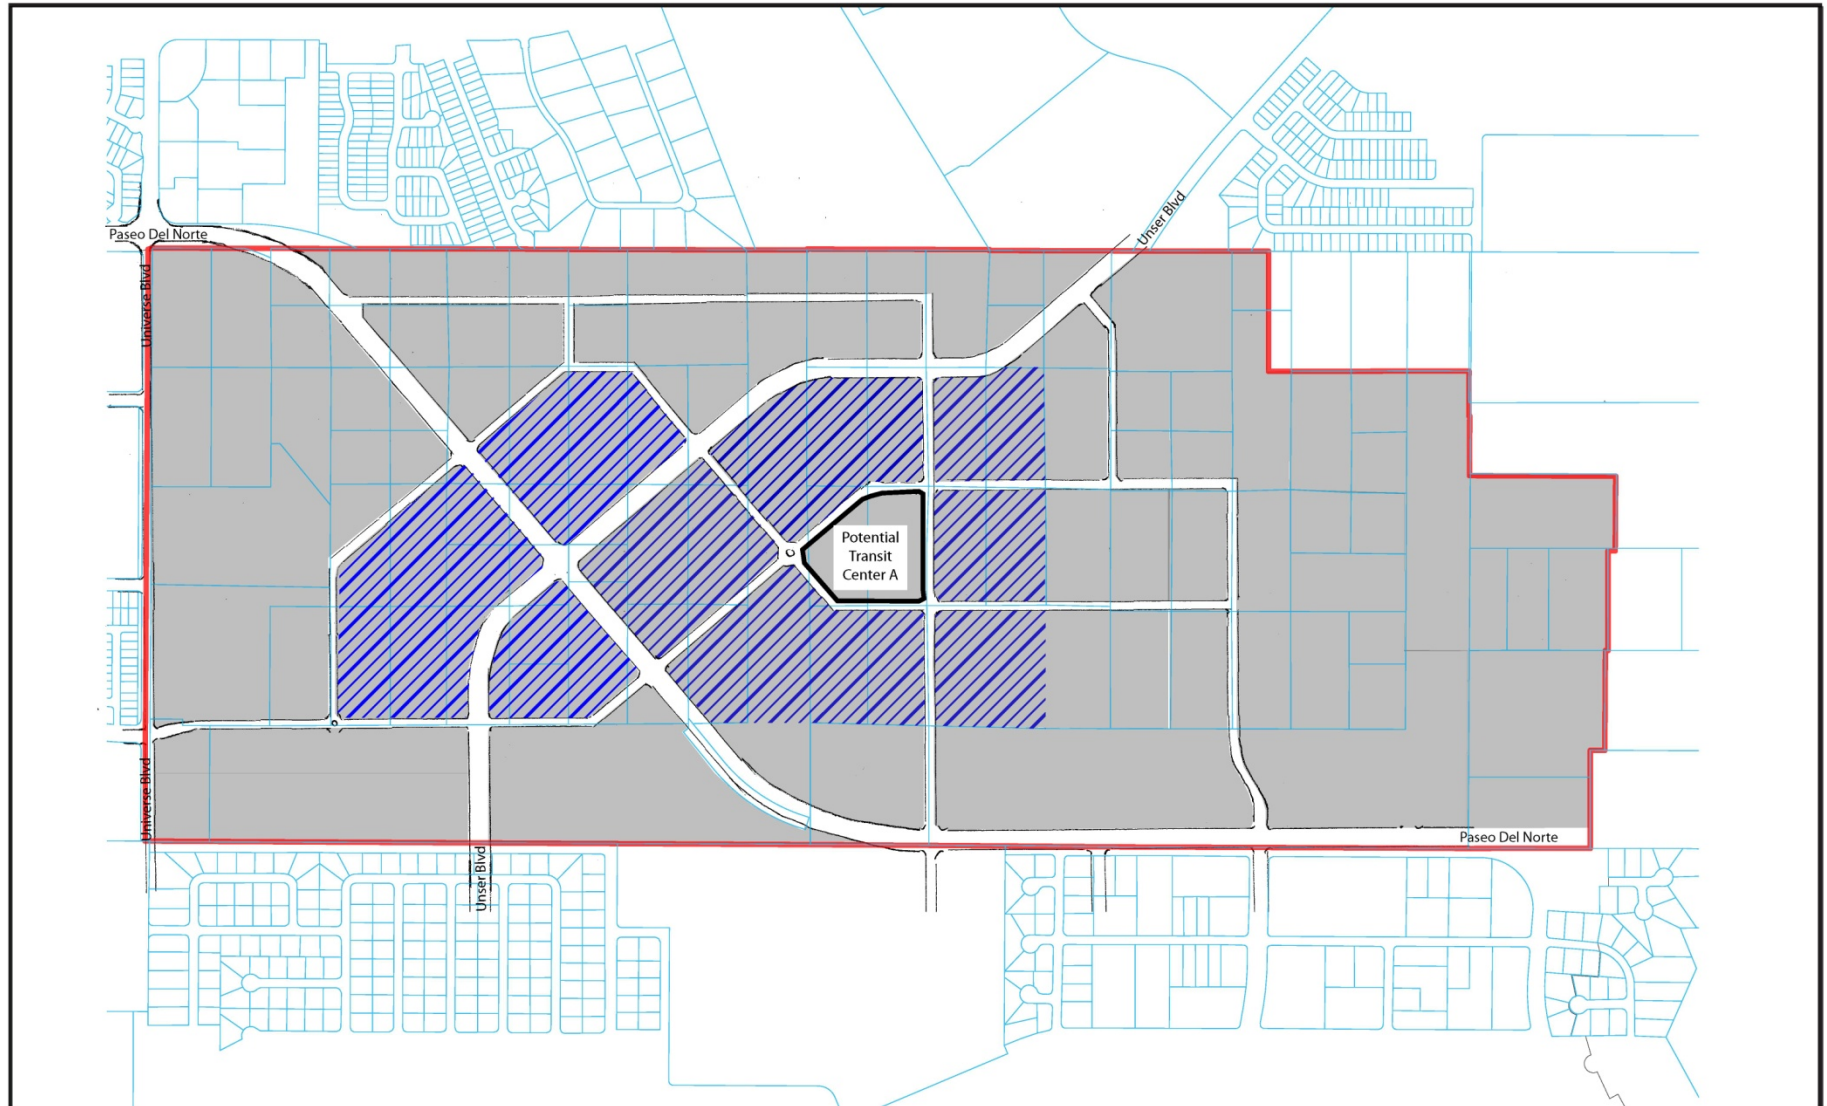 Unser Blvd
Paseo Del Norte
Universe Blvd
Potential
Transit
Center A
Universe Blvd
Paseo Del Norte
Unser Blvd